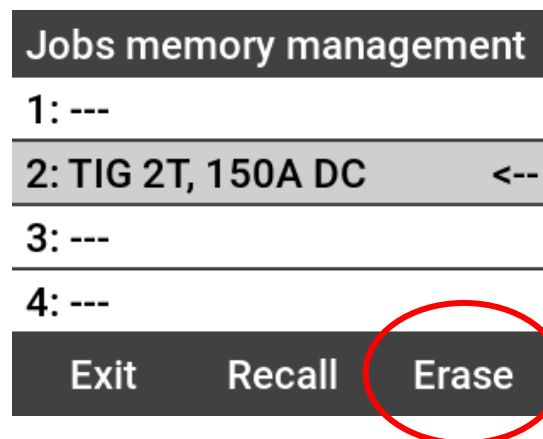 Jobs memory management
1: ---
2: TIG 2T, 150A DC <--
3: ---
4: ---
Exit Recall Erase